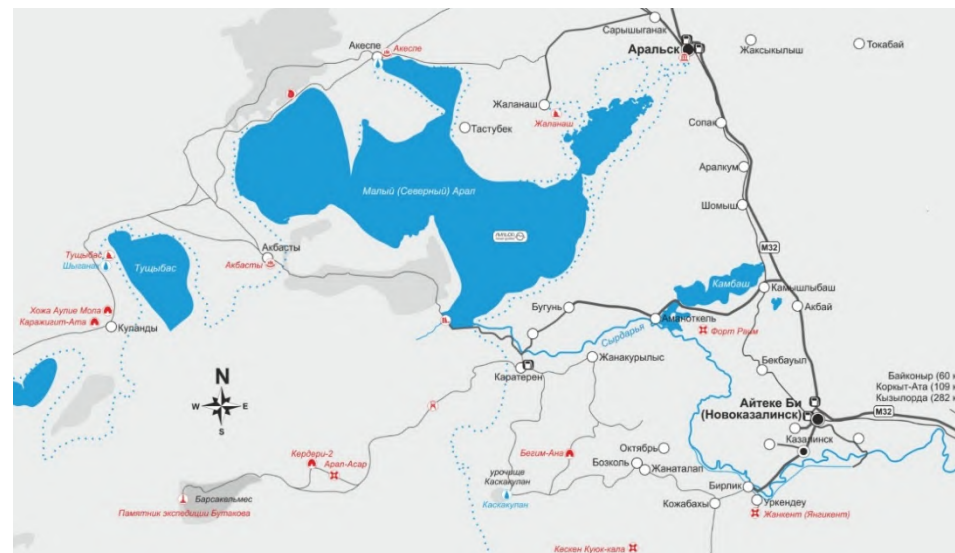 Сарышыганак
Аральск
Жаксыкылыш
Токабай
Акеспе
Акеспе
Жаланаш
Жаланаш
Тастубек
Сопак
Аралкум
Малый (Северный) Арал
Шомыш
M32
Акбасты
Акбасты
Тущыбас
Шыганак
Тущыбас
Камбаш
Камышлыбаш
Хожа Аулие Мола
Каражигит-Ата
Куланды
Бугунь
Аманоткель
Акбай
Сырдарья
Форт Раим
N
W
E
S
Каратерен
Жанакурылыс
Бекбауыл
Байконыр (60 к
Коркыт-Ата (109 к
Кызылорда (282 к
Айтеке Би
(Новоказалинск)
M32
Казалинск
Кердери-2
Арал-Асар
Бегим-Ана
Октябрь
Бозколь
Жанаталап
урочище
Каскакулан
Каскакулан
Барсакельмес
Памятник экспедиции Бутакова
Бирлик
Уркендеу
Кожабахы
Жанкент (Янгикент)
Кескен Куюк-кала